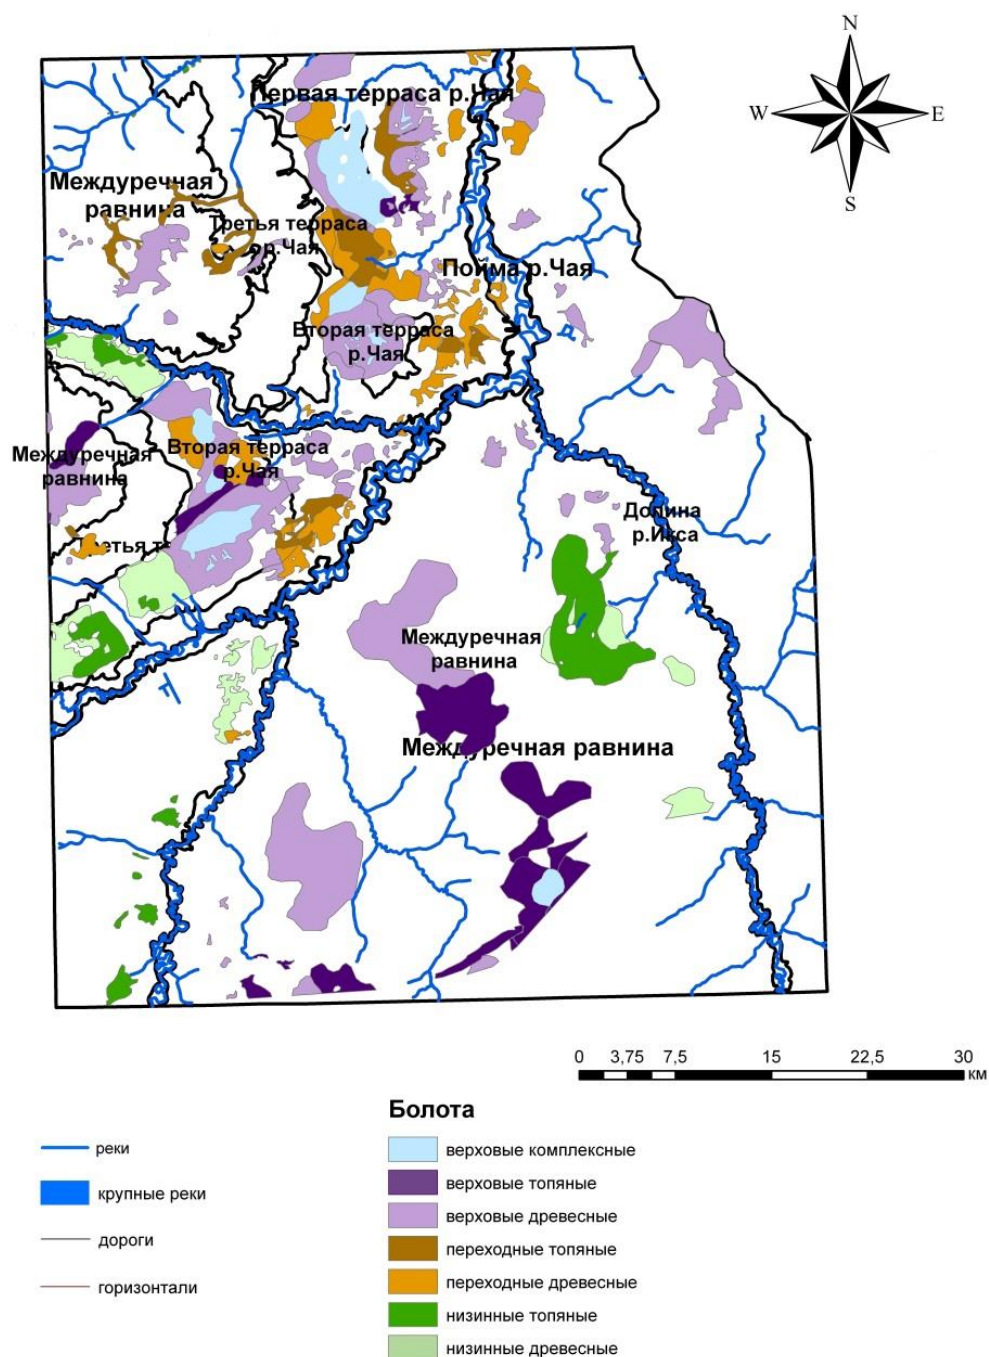 N
W
E
S
Первая терраса р.Чая
Междуречная
равнина
Третья терраса
р.Чая
Пойма р.Чая
Вторая терраса
р.Чая
Междуречная
равнина
Вторая терраса
р.Чая
Долина
р.Икса
Междуречная
равнина
Междуречная равнина
0 3,75 7,5 15 22,5 30
км
Болота
реки
крупные реки
дороги
горизонтали
верховые комплексные
верховые топяные
верховые древесные
переходные топяные
переходные древесные
низинные топяные
низинные древесные